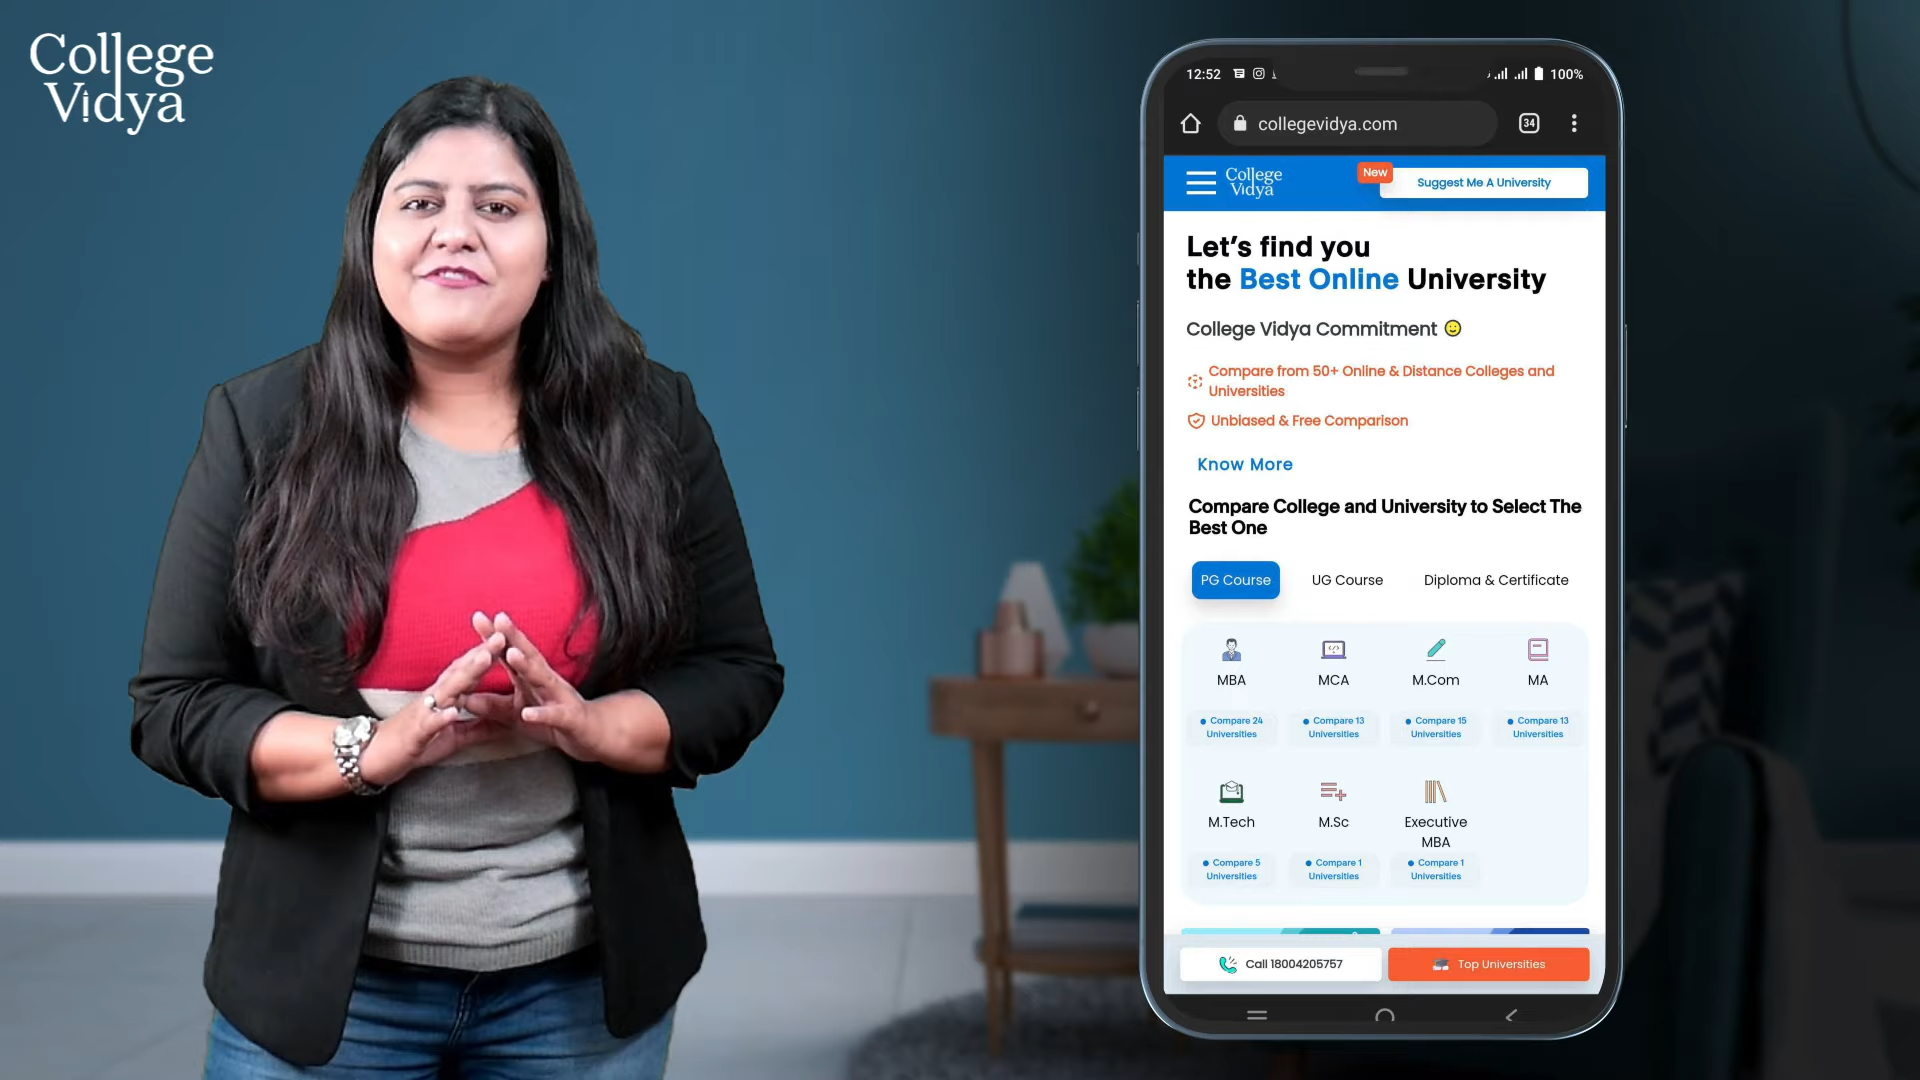 College
Vidya
12:52
100%
collegevidya.com
34
College
Vidya
New
Suggest Me A University
Let's find you
the Best Online University
College Vidya Commitment
Compare from 50+ Online & Distance Colleges and
Universities
Unbiased & Free Comparison
Know More
Compare College and University to Select The
Best One
PG Course
UG Course
Diploma & Certificate
MBA
MCA
M.Com
MA
Compare 24
Universities
Compare 13
Universities
Compare 15
Universities
Compare 13
Universities
M.Tech
M.Sc
Executive
MBA
Compare 5
Universities
Compare 1
Universities
Compare 1
Universities
Call 18004205757
Top Universities